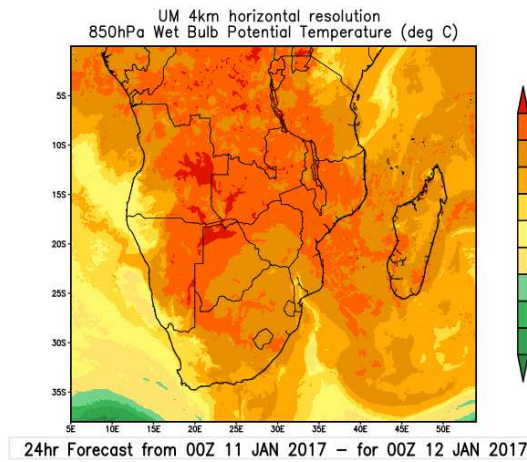 UM 4km horizontal resolution
850hPa Wet Bulb Potential Temperature (deg C)
5S
10S
15S
20S
25S
30S
35S
5E 10E 15E 20E 25E 30E 35E 40E 45E 50E
24hr Forecast from 00Z 11 JAN 2017 – for 00Z 12 JAN 2017